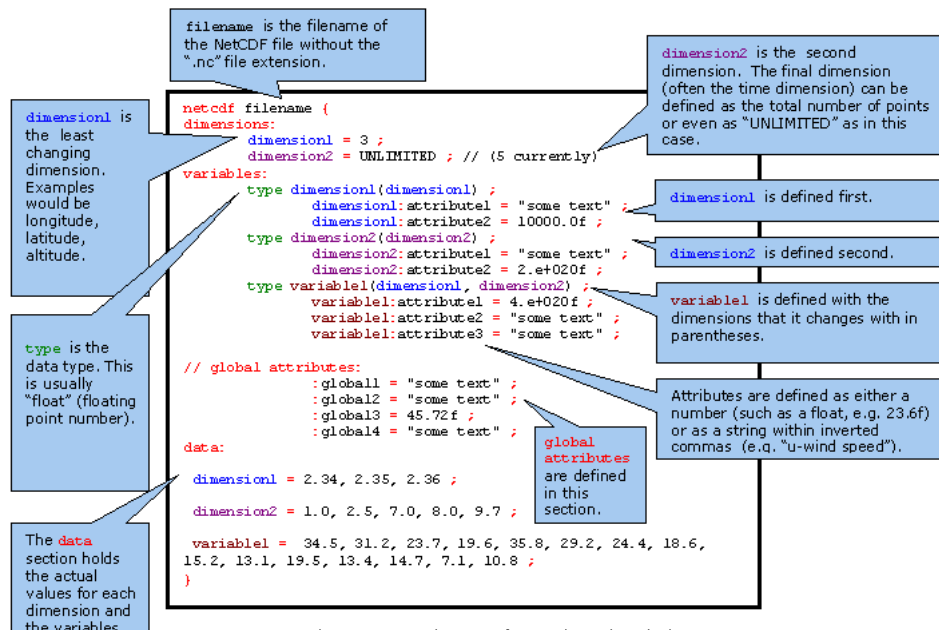 filename is the filename of
the NetCDF file without the
".nc" file extension.
dimension2 is the second
dimension. The final dimension
(often the time dimension) can be
defined as the total number of points
or even as "UNLIMITED" as in this
case.
dimension1 is
the least
changing
dimension.
Examples
would be
longitude,
latitude,
altitude.
netcdf filename {
dimensions:
dimension1 = 3 ;
dimension2 = UNLIMITED ; // (5 currently)
variables:
type dimension1(dimension1) ;
dimension1:attribute1 = "some text" ;
dimension1:attribute2 = 10000.0f ;
type dimension2(dimension2) ;
dimension2:attribute1 = "some text" ;
dimension2:attribute2 = 2.e+020f ;
type variable1(dimension1, dimension2) ;
variable1:attribute1 = 4.e+020f ;
variable1:attribute2 = "some text" ;
variable1:attribute3 = "some text" ;
// global attributes:
:global1 = "some text" ;
:global2 = "some text" ;
:global3 = 45.72f ;
:global4 = "some text" ;
data:
dimension1 = 2.34, 2.35, 2.36 ;
dimension2 = 1.0, 2.5, 7.0, 8.0, 9.7 ;
variable1 = 34.5, 31.2, 23.7, 19.6, 35.8, 29.2, 24.4, 18.6,
15.2, 13.1, 19.5, 13.4, 14.7, 7.1, 10.8 ;
}
dimension1 is defined first.
dimension2 is defined second.
variable1 is defined with the
dimensions that it changes with in
parentheses.
type is the
data type. This
is usually
"float" (floating
point number).
Attributes are defined as either a
number (such as a float, e.g. 23.6f)
or as a string within inverted
commas (e.g. "u-wind speed").
global
attributes
are defined
in this
section.
The data
section holds
the actual
values for each
dimension and
the variables